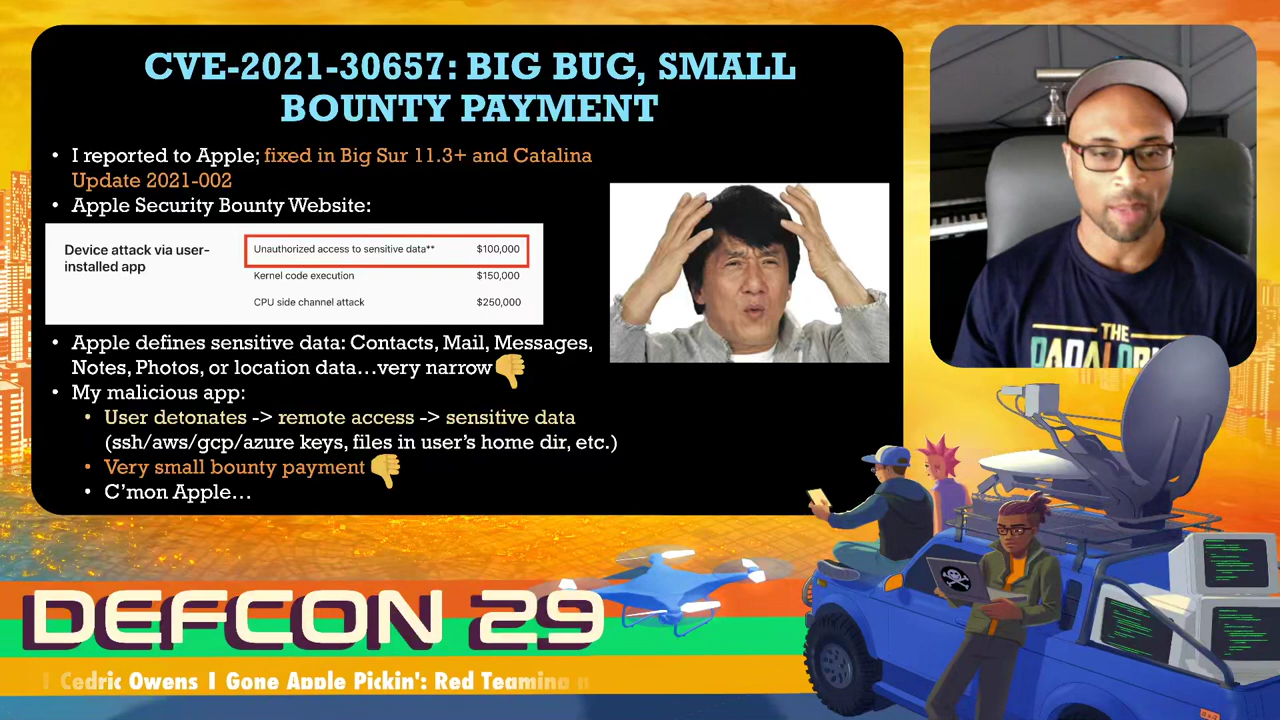 CVE-2021-30657: BIG BUG, SMALL
BOUNTY PAYMENT
• I reported to Apple; fixed in Big Sur 11.3+ and Catalina
Update 2021-002
• Apple Security Bounty Website:
Device attack via user-
installed app
Unauthorized access to sensitive data** $100,000
Kernel code execution $150,000
CPU side channel attack $250,000
• Apple defines sensitive data: Contacts, Mail, Messages,
Notes, Photos, or location data…very narrow
• My malicious app:
• User detonates -> remote access -> sensitive data
(ssh/aws/gcp/azure keys, files in user's home dir, etc.)
• Very small bounty payment
• C'mon Apple…
THE
DEFCON 29
| Cedric Owens | Gone Apple Pickin': Red Teaming